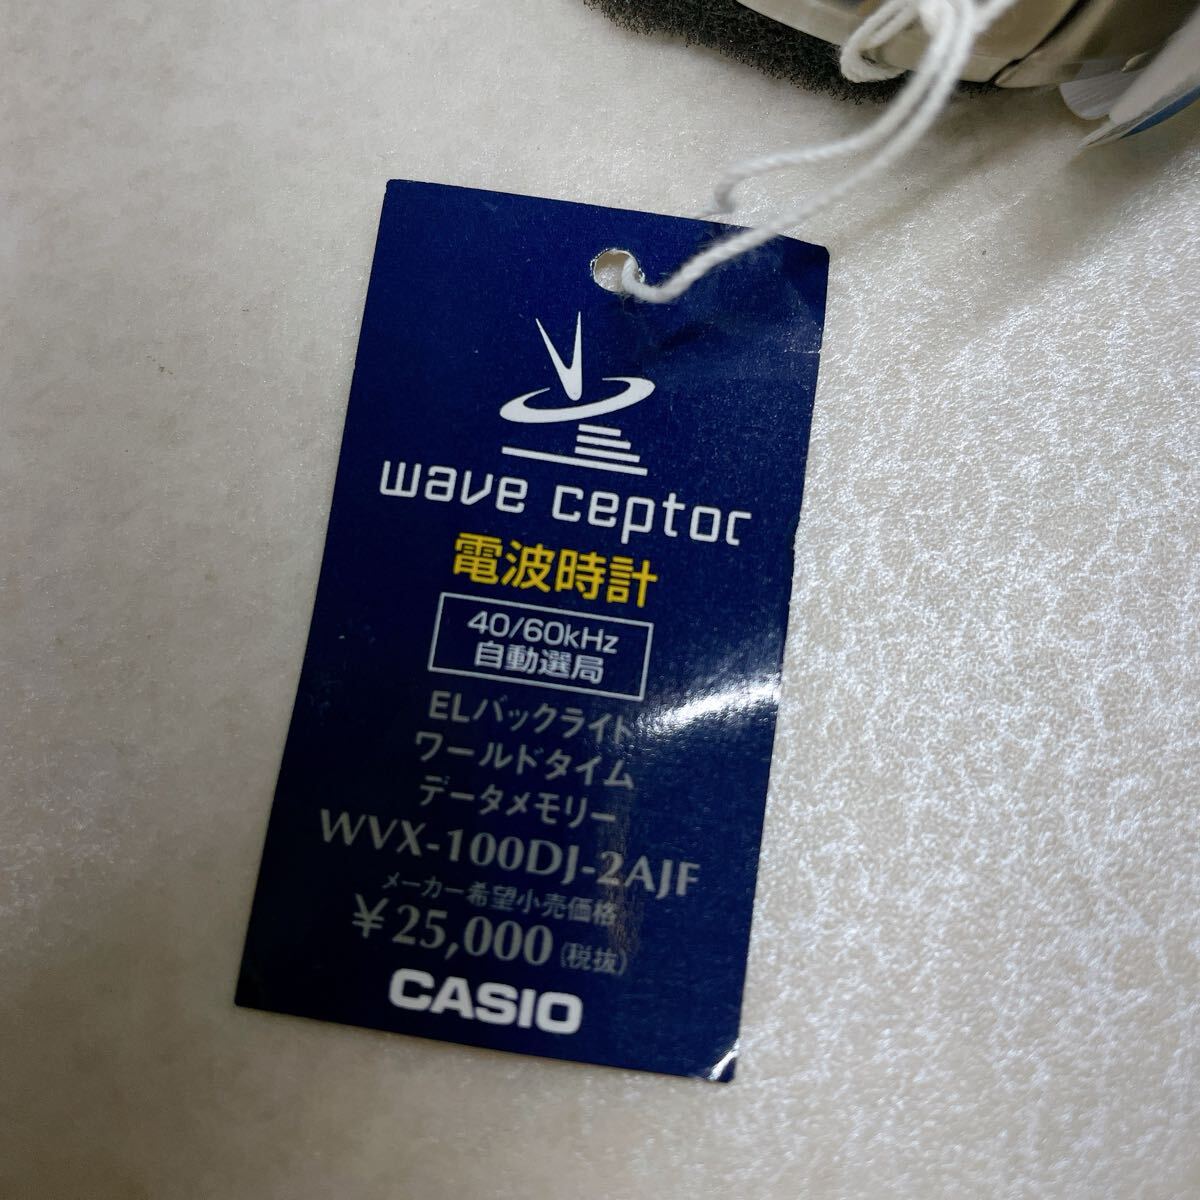 wave ceptor
電波時計
40/60kHz
自動選局
ELバックライト
ワールドタイム
データメモリー
WVX-100DJ-2AJF
メーカー希望小売価格
￥25,000(税抜)
CASIO